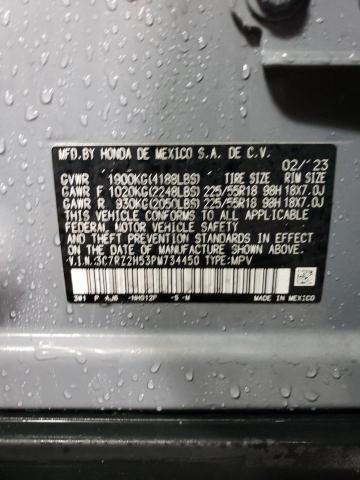 MFD.BY HONDA DE MEXICO S.A. DE C.V.
02/'23
GVWR 1900KG(4188LBS) TIRE SIZE RIM SIZE
GAWR F 1020KG(2248LBS) 225/55R18 98H 18X7.0J
GAWR R 930KG(2050LBS) 225/55R18 98H 18X7.0J
THIS VEHICLE CONFORMS TO ALL APPLICABLE
FEDERAL MOTOR VEHICLE SAFETY AND THEFT
PREVENTION STANDARDS IN EFFECT ON THE
DATE OF MANUFACTURE SHOWN ABOVE.
V.I.N.:3C7RZ2H53PM734450 TYPE:MPV
301 P NH912P -S -M MADE IN MEXICO